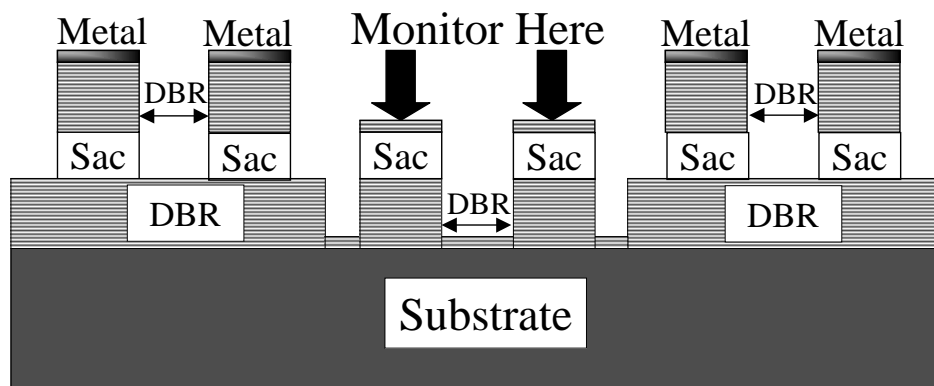 Metal Metal Monitor Here Metal Metal
DBR DBR
Sac Sac Sac Sac Sac Sac
DBR DBR DBR
Substrate